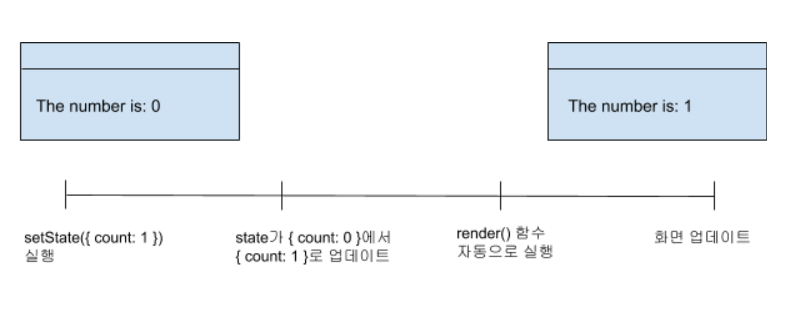 The number is: 0
The number is: 1
setState({ count: 1 })
실행
state가 { count: 0 }에서
{ count: 1 }로 업데이트
render() 함수
자동으로 실행
화면 업데이트